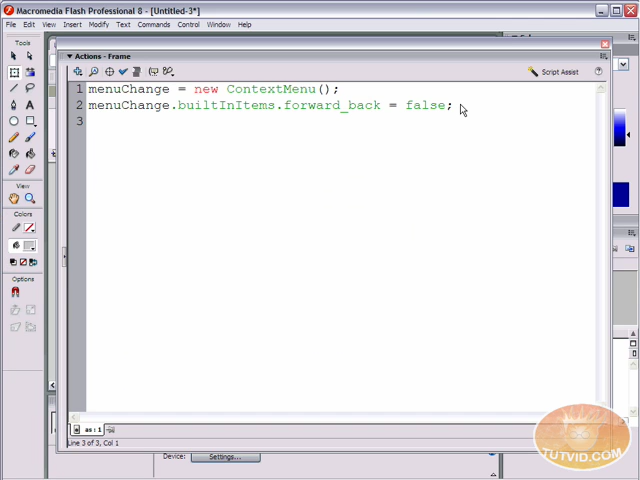 Macromedia Flash Professional 8 - [Untitled-3*]
File Edit View Insert Modify Text Commands Control Window Help
Tools
Actions - Frame
Script Assist
1 menuChange = new ContextMenu();
2 menuChange.builtInItems.forward_back = false;
3
View
Colors
Options
as : 1
Line 3 of 3, Col 1
Device: Settings...
TUTVID.COM